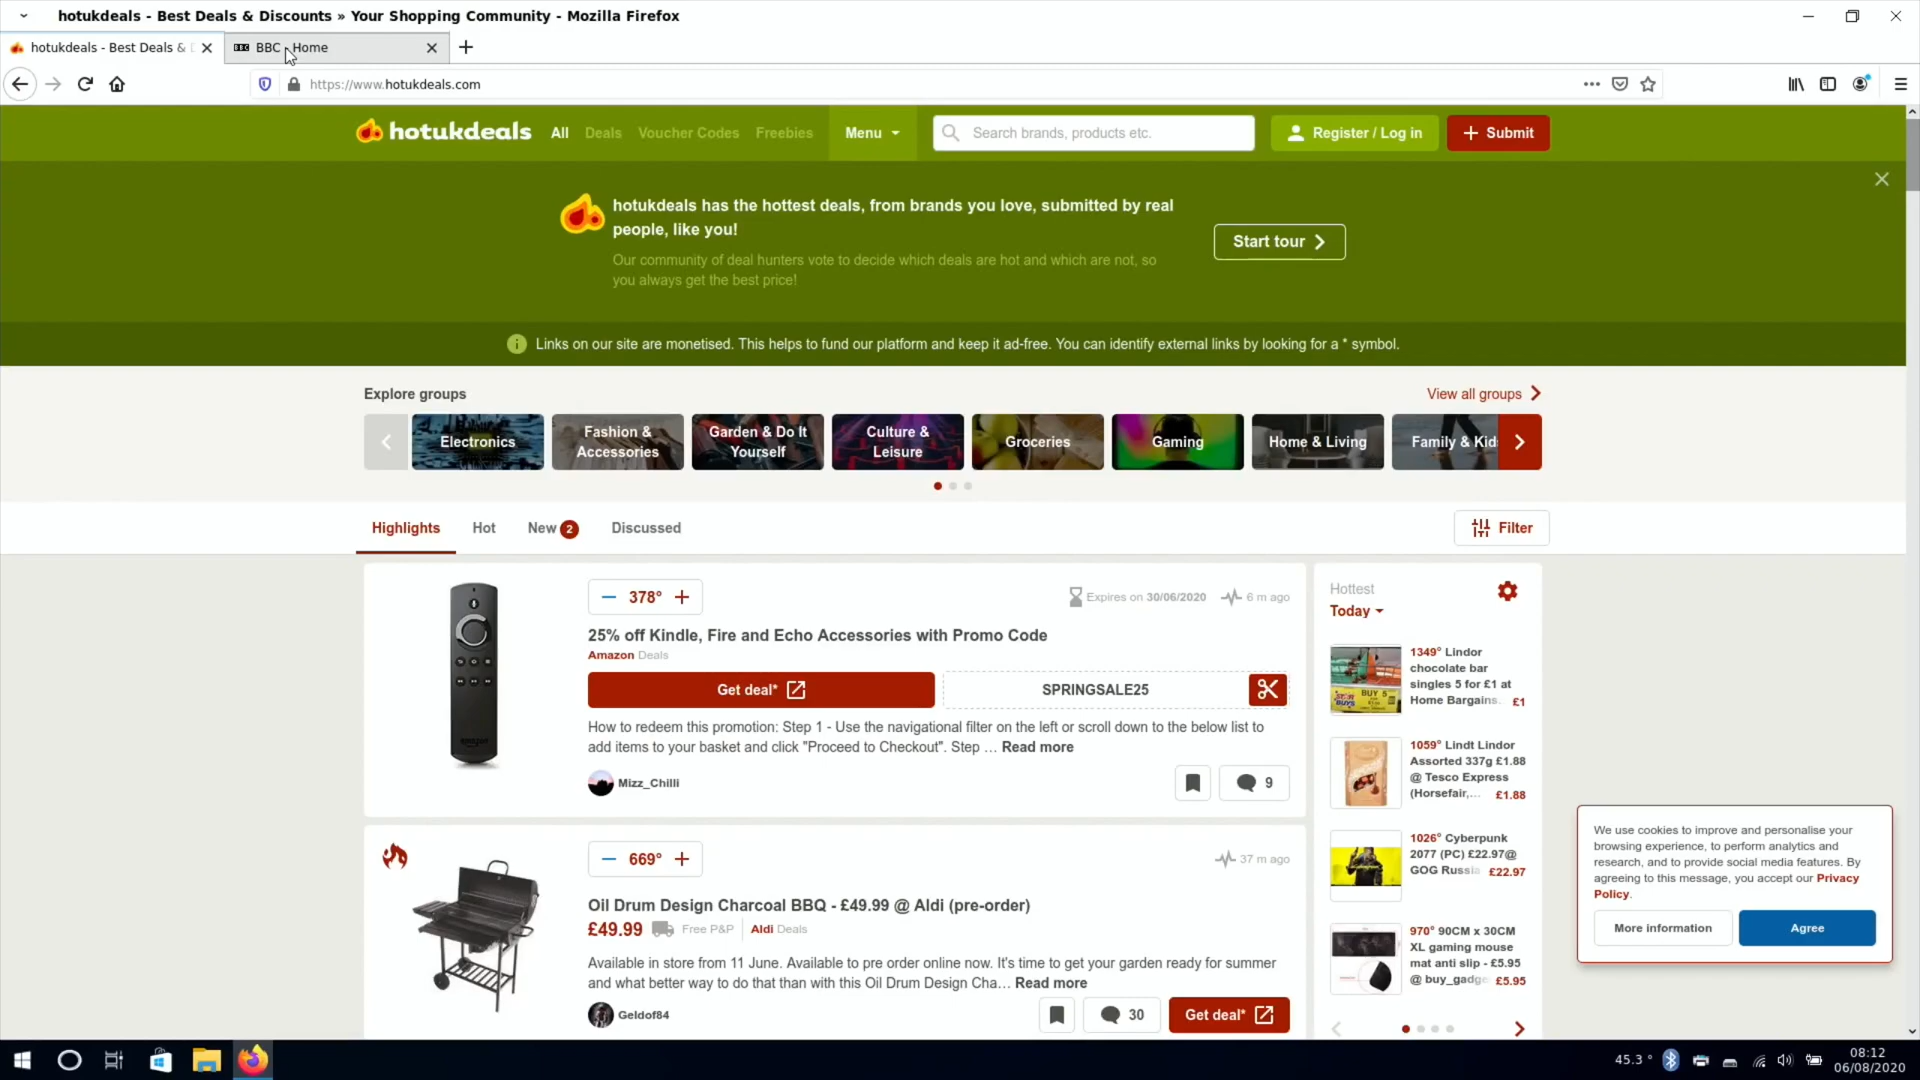 hotukdeals - Best Deals & Discounts » Your Shopping Community - Mozilla Firefox
hotukdeals - Best Deals &
BBC - Home
https://www.hotukdeals.com
hotukdeals
All
Deals
Voucher Codes
Freebies
Menu
Search brands, products etc.
Register / Log in
Submit
hotukdeals has the hottest deals, from brands you love, submitted by real
people, like you!
Our community of deal hunters vote to decide which deals are hot and which are not, so
you always get the best price!
Start tour
Links on our site are monetised. This helps to fund our platform and keep it ad-free. You can identify external links by looking for a * symbol.
Explore groups
View all groups
Electronics
Fashion &
Accessories
Garden & Do It
Yourself
Culture &
Leisure
Groceries
Gaming
Home & Living
Family & Kid
Highlights
Hot
New 2
Discussed
Filter
378°
Expires on 30/06/2020
6 m ago
25% off Kindle, Fire and Echo Accessories with Promo Code
Amazon Deals
Get deal*
SPRINGSALE25
How to redeem this promotion: Step 1 - Use the navigational filter on the left or scroll down to the below list to
add items to your basket and click "Proceed to Checkout". Step … Read more
Mizz_Chilli
9
669°
37 m ago
Oil Drum Design Charcoal BBQ - £49.99 @ Aldi (pre-order)
£49.99 Free P&P Aldi Deals
Available in store from 11 June. Available to pre order online now. It's time to get your garden ready for summer
and what better way to do that than with this Oil Drum Design Cha… Read more
Geldof84
30
Get deal*
Hottest
Today
1349° Lindor
chocolate bar
singles 5 for £1 at
Home Bargains. £1
BUY 5
1059° Lindt Lindor
Assorted 337g £1.88
@ Tesco Express
(Horsefair,... £1.88
1026° Cyberpunk
2077 (PC) £22.97@
GOG Russia £22.97
970° 90CM x 30CM
XL gaming mouse
mat anti slip - £5.95
@ buy_gadge £5.95
We use cookies to improve and personalise your
browsing experience, to perform analytics and
research, and to provide social media features. By
agreeing to this message, you accept our Privacy
Policy.
More information
Agree
45.3 °
08:12
06/08/2020